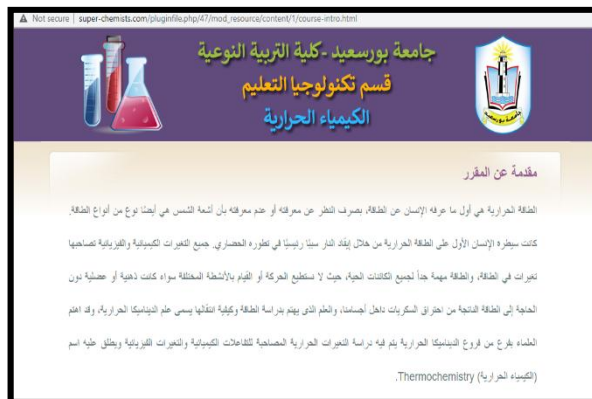 Not secure | super-chemists.com/pluginfile.php/47/mod_resource/content/1/course-intro.html
جامعة بورسعيد -كلية التربية النوعية
قسم تكنولوجيا التعليم
الكيمياء الحرارية
مقدمة عن المقرر
الطاقة الحرارية هي أول ما عرفه الإنسان عن الطاقة، بصرف النظر عن معرفته أو عدم معرفته بأن أشعة الشمس هي أيضا نوع من أنواع الطاقة.
كانت سيطره الإنسان الأول على الطاقة الحرارية من خلال إيقاد النار سببًا رئيسيًا في تطوره الحضاري. جميع التغيرات الكيميائية والفيزيائية تصاحبها
تغيرات في الطاقة، والطاقة مهمة جداً لجميع الكائنات الحية، حيث لا نستطيع الحركة أو القيام بالأنشطة المختلفة سواء كانت ذهنية أو عضلية دون
الحاجة إلى الطاقة الناتجة من احتراق السكريات داخل أجسامنا، والعلم الذى يهتم بدراسة الطاقة وكيفية انتقالها يسمى علم الديناميكا الحرارية، وقد اهتم
العلماء بفرع من فروع الديناميكا الحرارية يتم فيه دراسة التغيرات الحرارية المصاحبة للتفاعلات الكيميائية والتغيرات الفيزيائية ويطلق عليه اسم
(الكيمياء الحرارية) Thermochemistry.